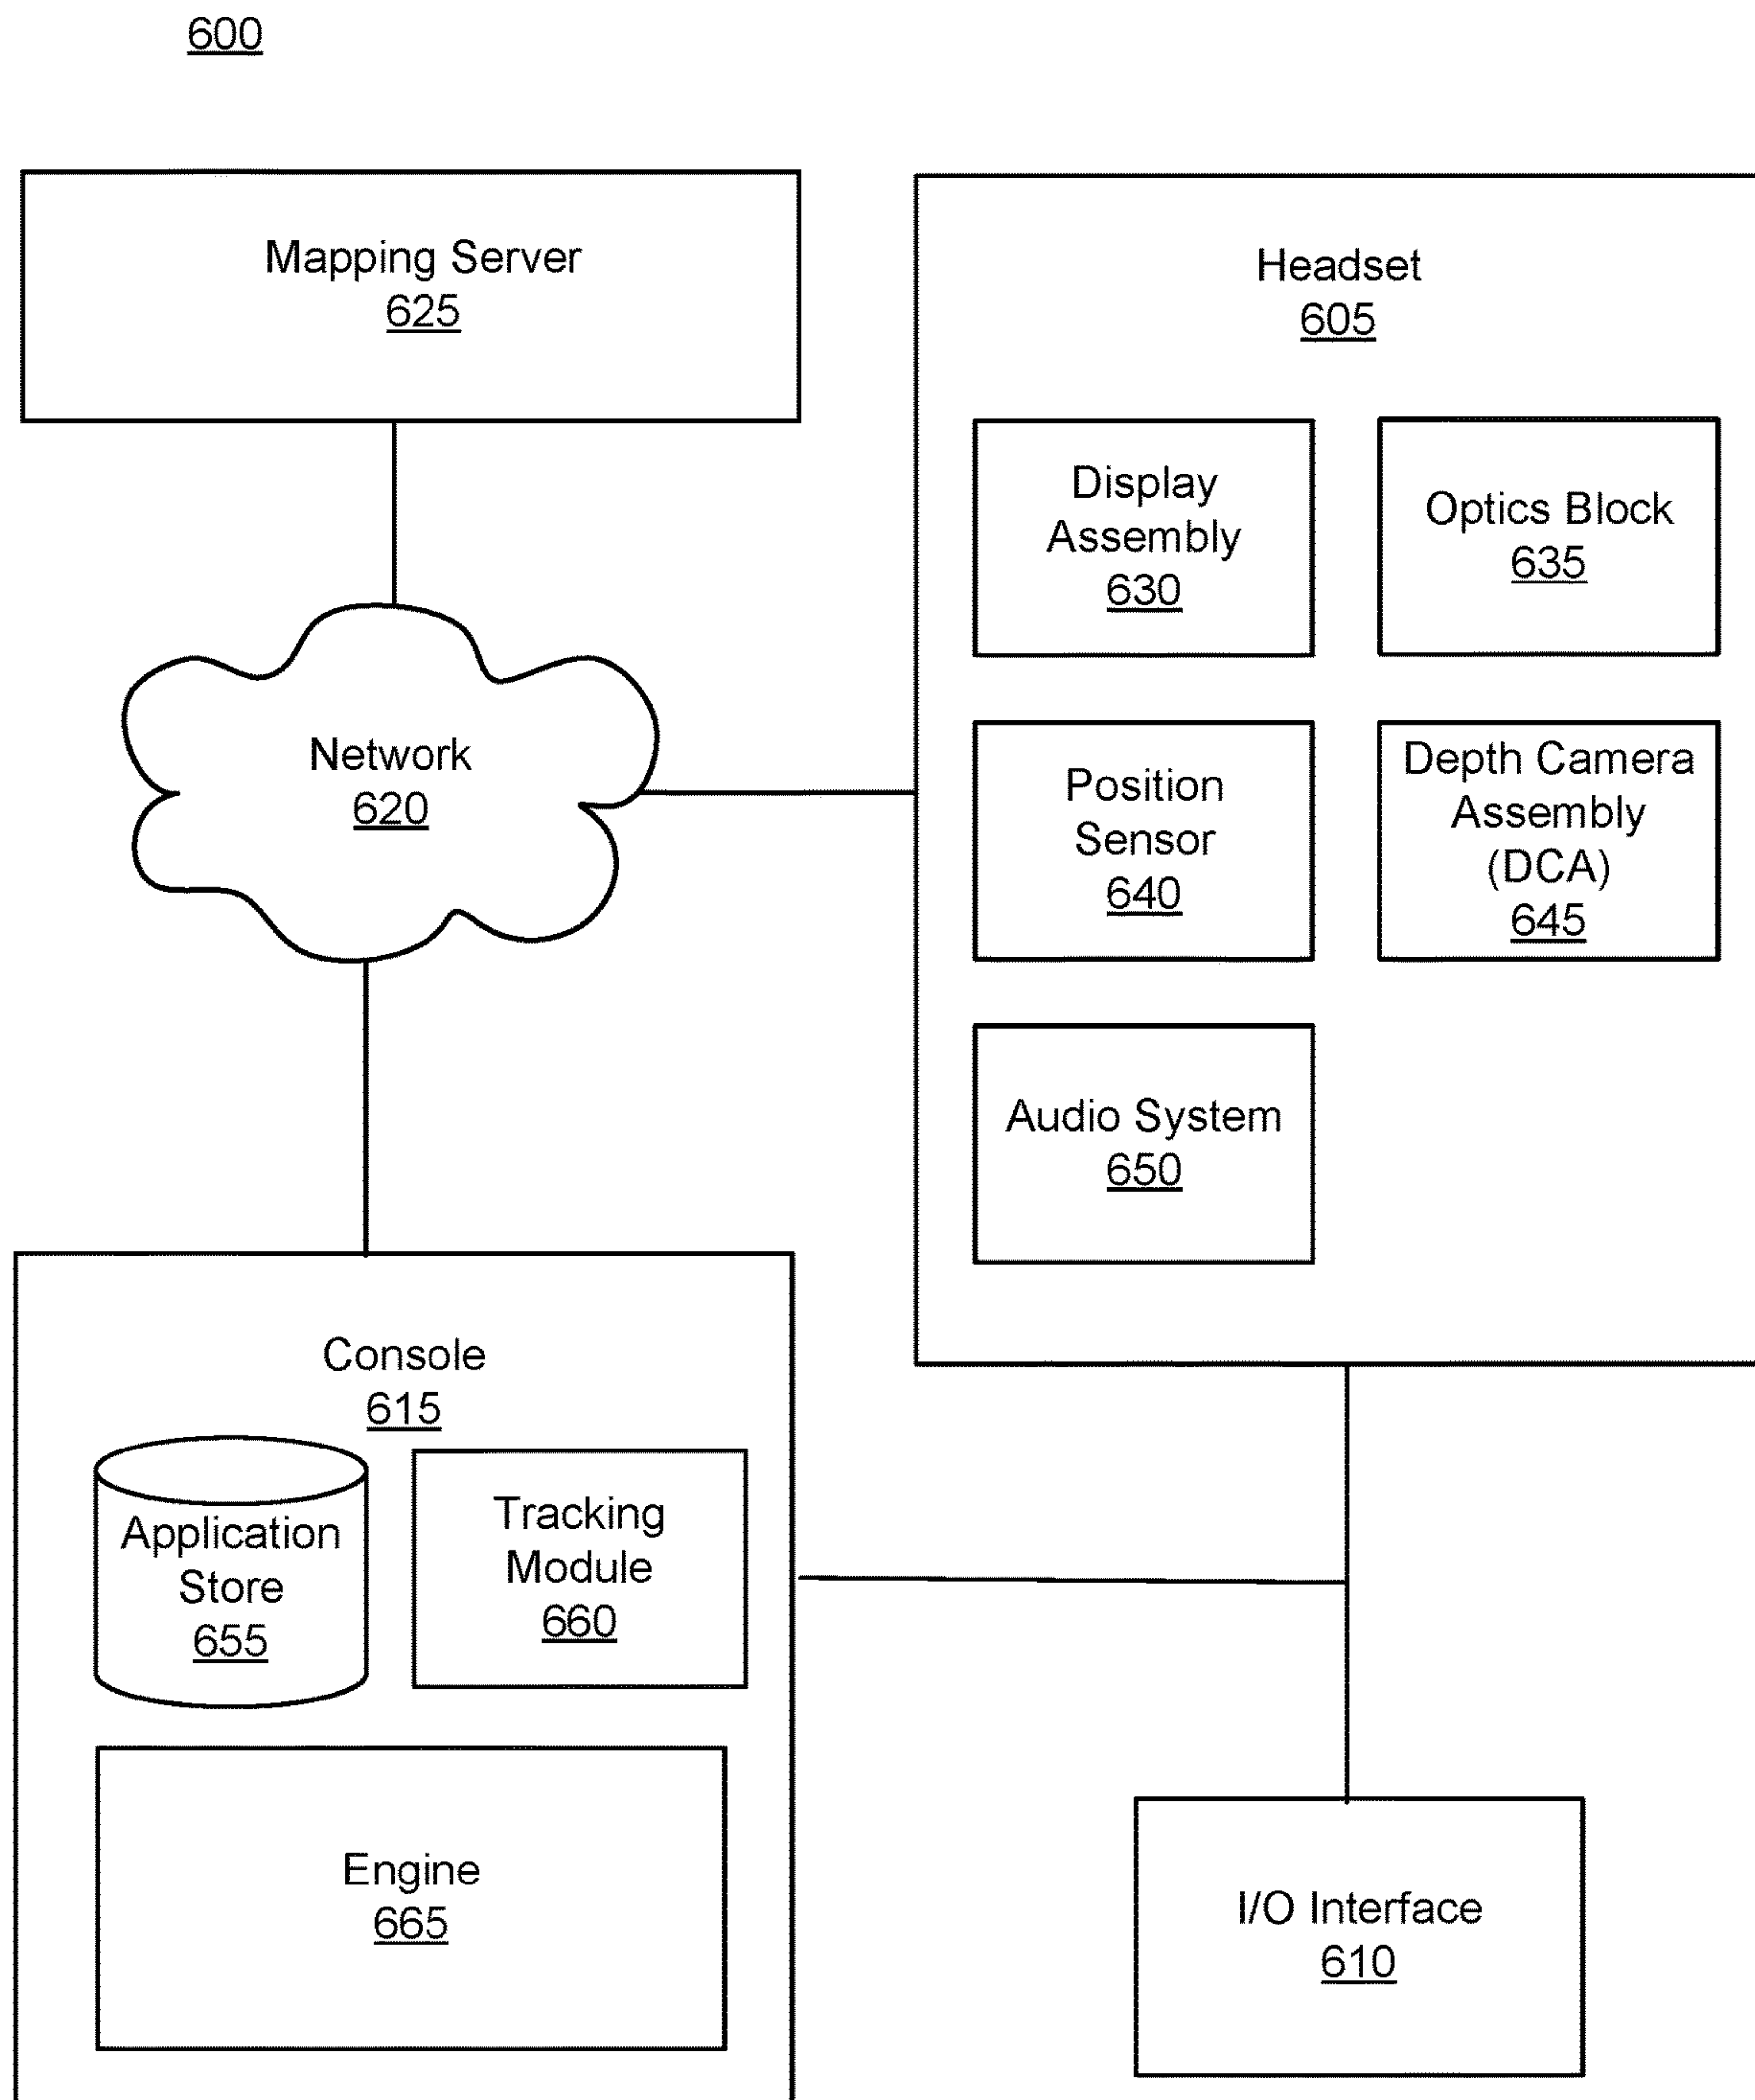 600
Mapping Server
625
Headset
605
Display
Assembly
630
Optics Block
635
Network
620
Position
Sensor
640
Depth Camera
Assembly
(DCA)
645
Audio System
650
Console
615
Application
Store
655
Tracking
Module
660
Engine
665
I/O Interface
610